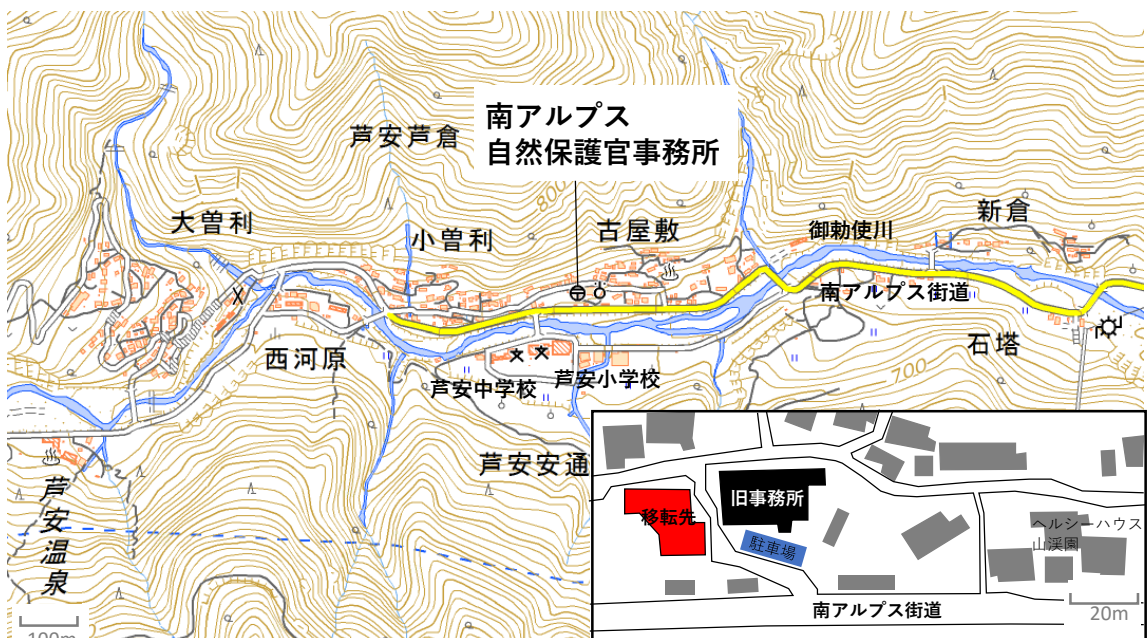 南アルプス
自然保護官事務所
芦安芦倉
800
大曽利
小曽利
古屋敷
御勅使川
新倉
南アルプス街道
西河原
芦安中学校
芦安小学校
石塔
700
芦安安通
芦安温泉
100m
旧事務所
移転先
駐車場
ヘルシーハウス
山渓園
南アルプス街道
20m